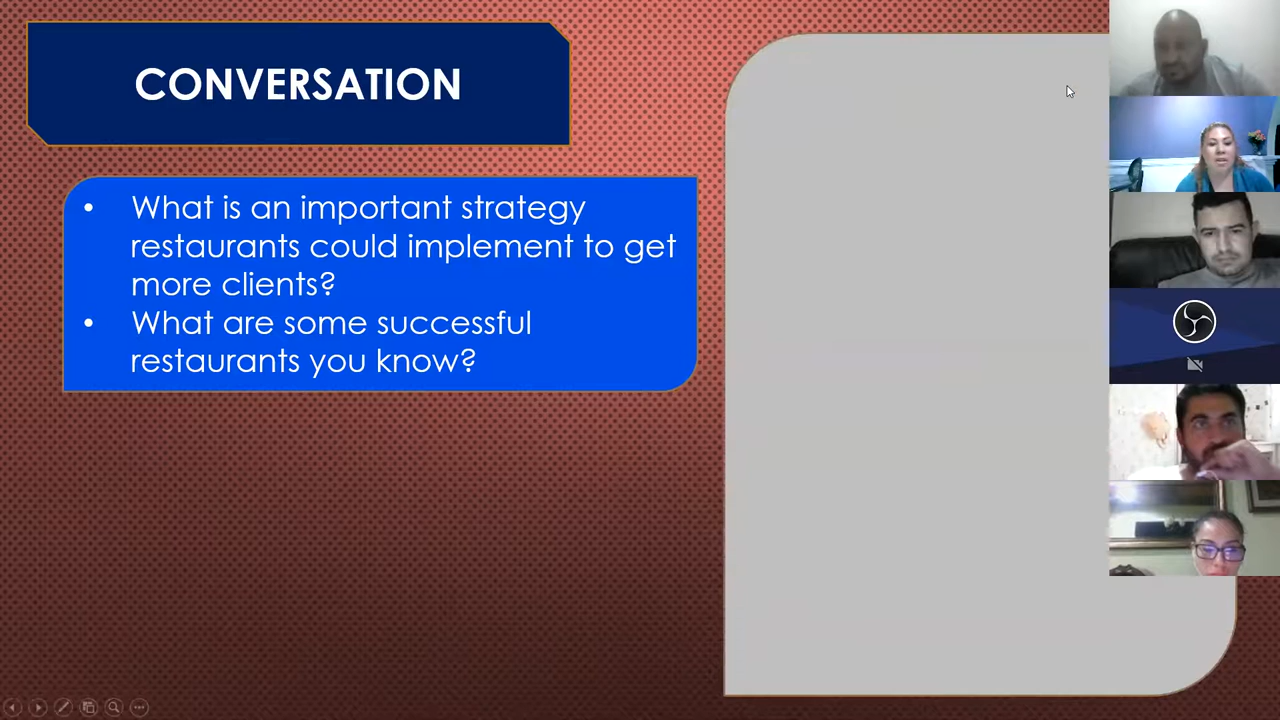 CONVERSATION
• What is an important strategy
restaurants could implement to get
more clients?
• What are some successful
restaurants you know?